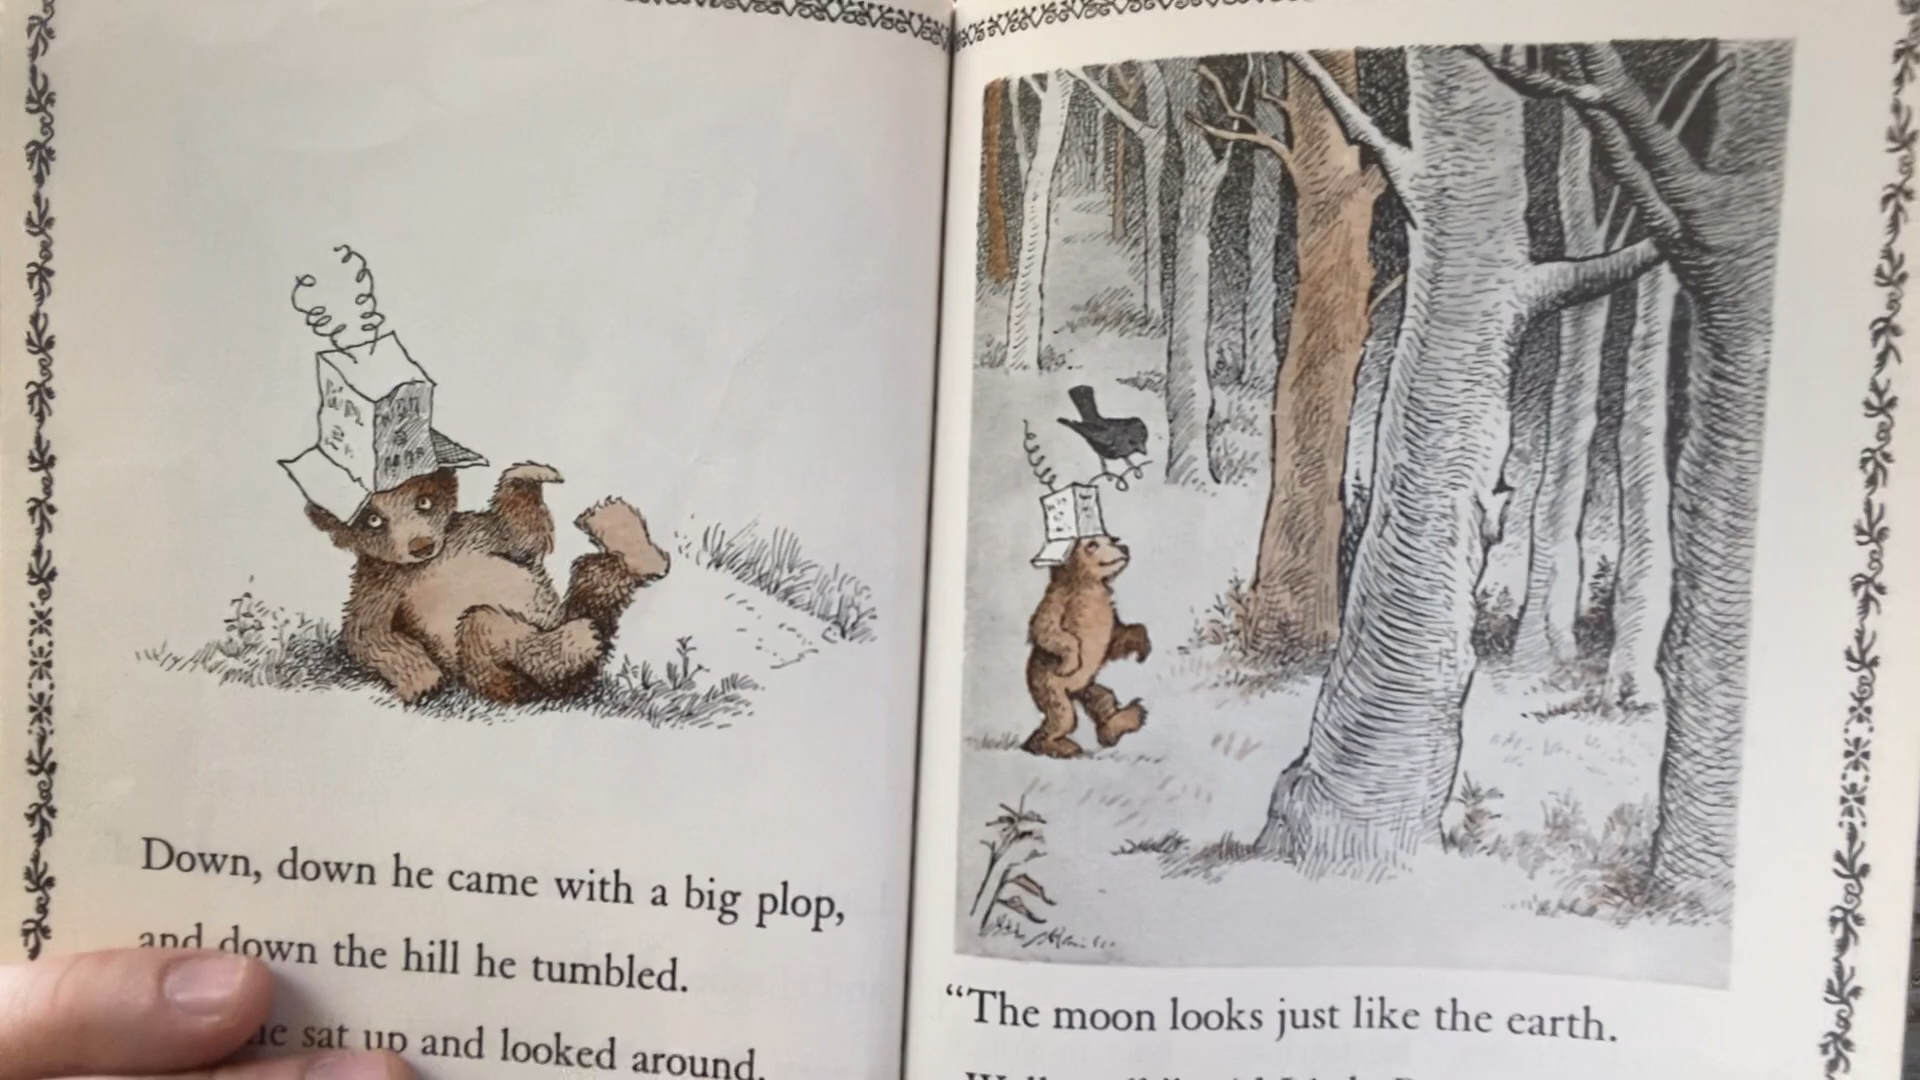 Down, down he came with a big plop,
and down the hill he tumbled.
sat up and looked around.
“The moon looks just like the earth.